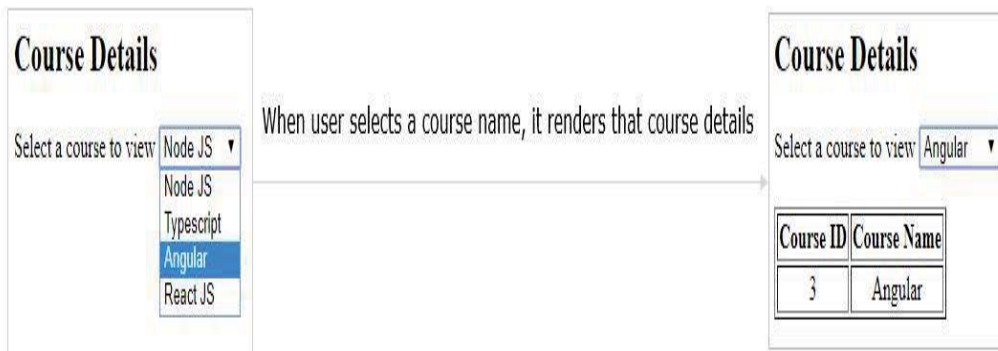 Course Details
Select a course to view Node JS
Node JS
Typescript
Angular
React JS
When user selects a course name, it renders that course details
Course Details
Select a course to view Angular
Course ID Course Name
3 Angular